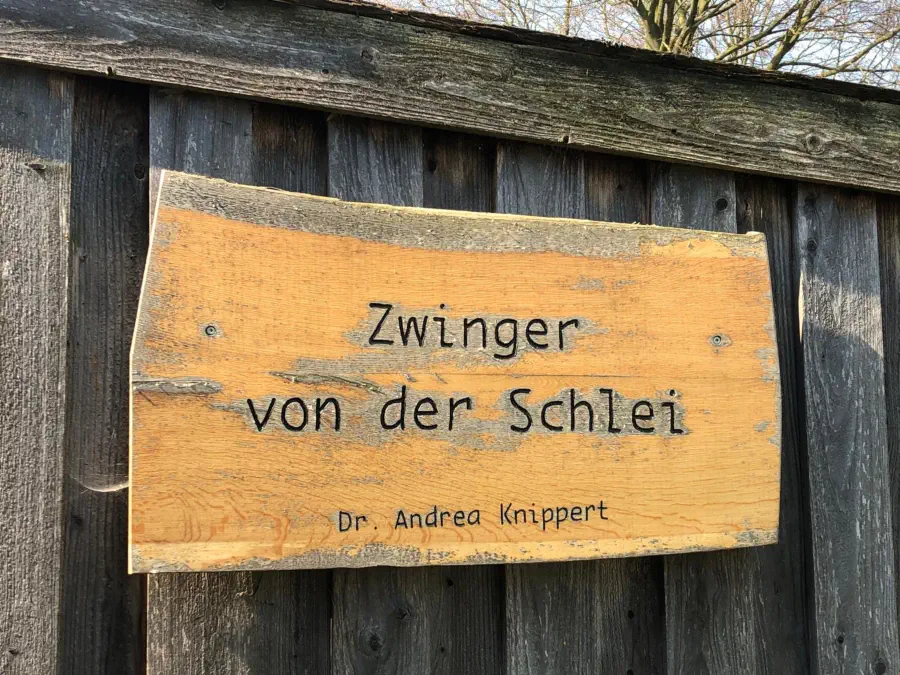 Zwinger
von der Schlei
Dr. Andrea Knippert